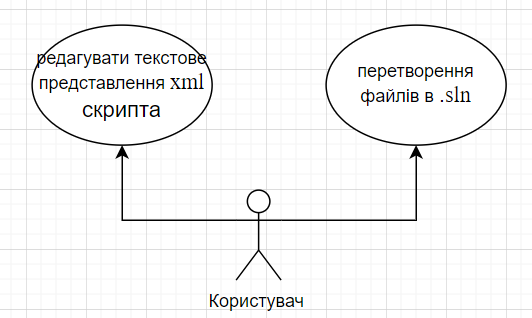 редагувати текстове
представлення xml
скрипта
перетворення
файлів в .sln
Користувач